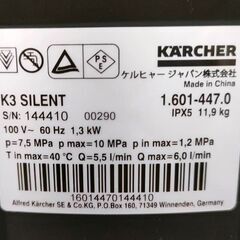 KÄRCHER
ケルヒャー ジャパン株式会社
Made in China
PS
E
K3 SILENT
1.601-447.0
S/N: 144410 00290
IPX5 11,9 kg
100 V~ 60 Hz 1,3 kW
p=7,5 MPa p max=10 MPa p in max=1,2 MPa
T in max=40 °C Q=5,5 l/min Q max=6,0 l/min
16014470144410
Alfred Kärcher SE & Co.KG, P.O.Box 160, 71349 Winnenden, Germany